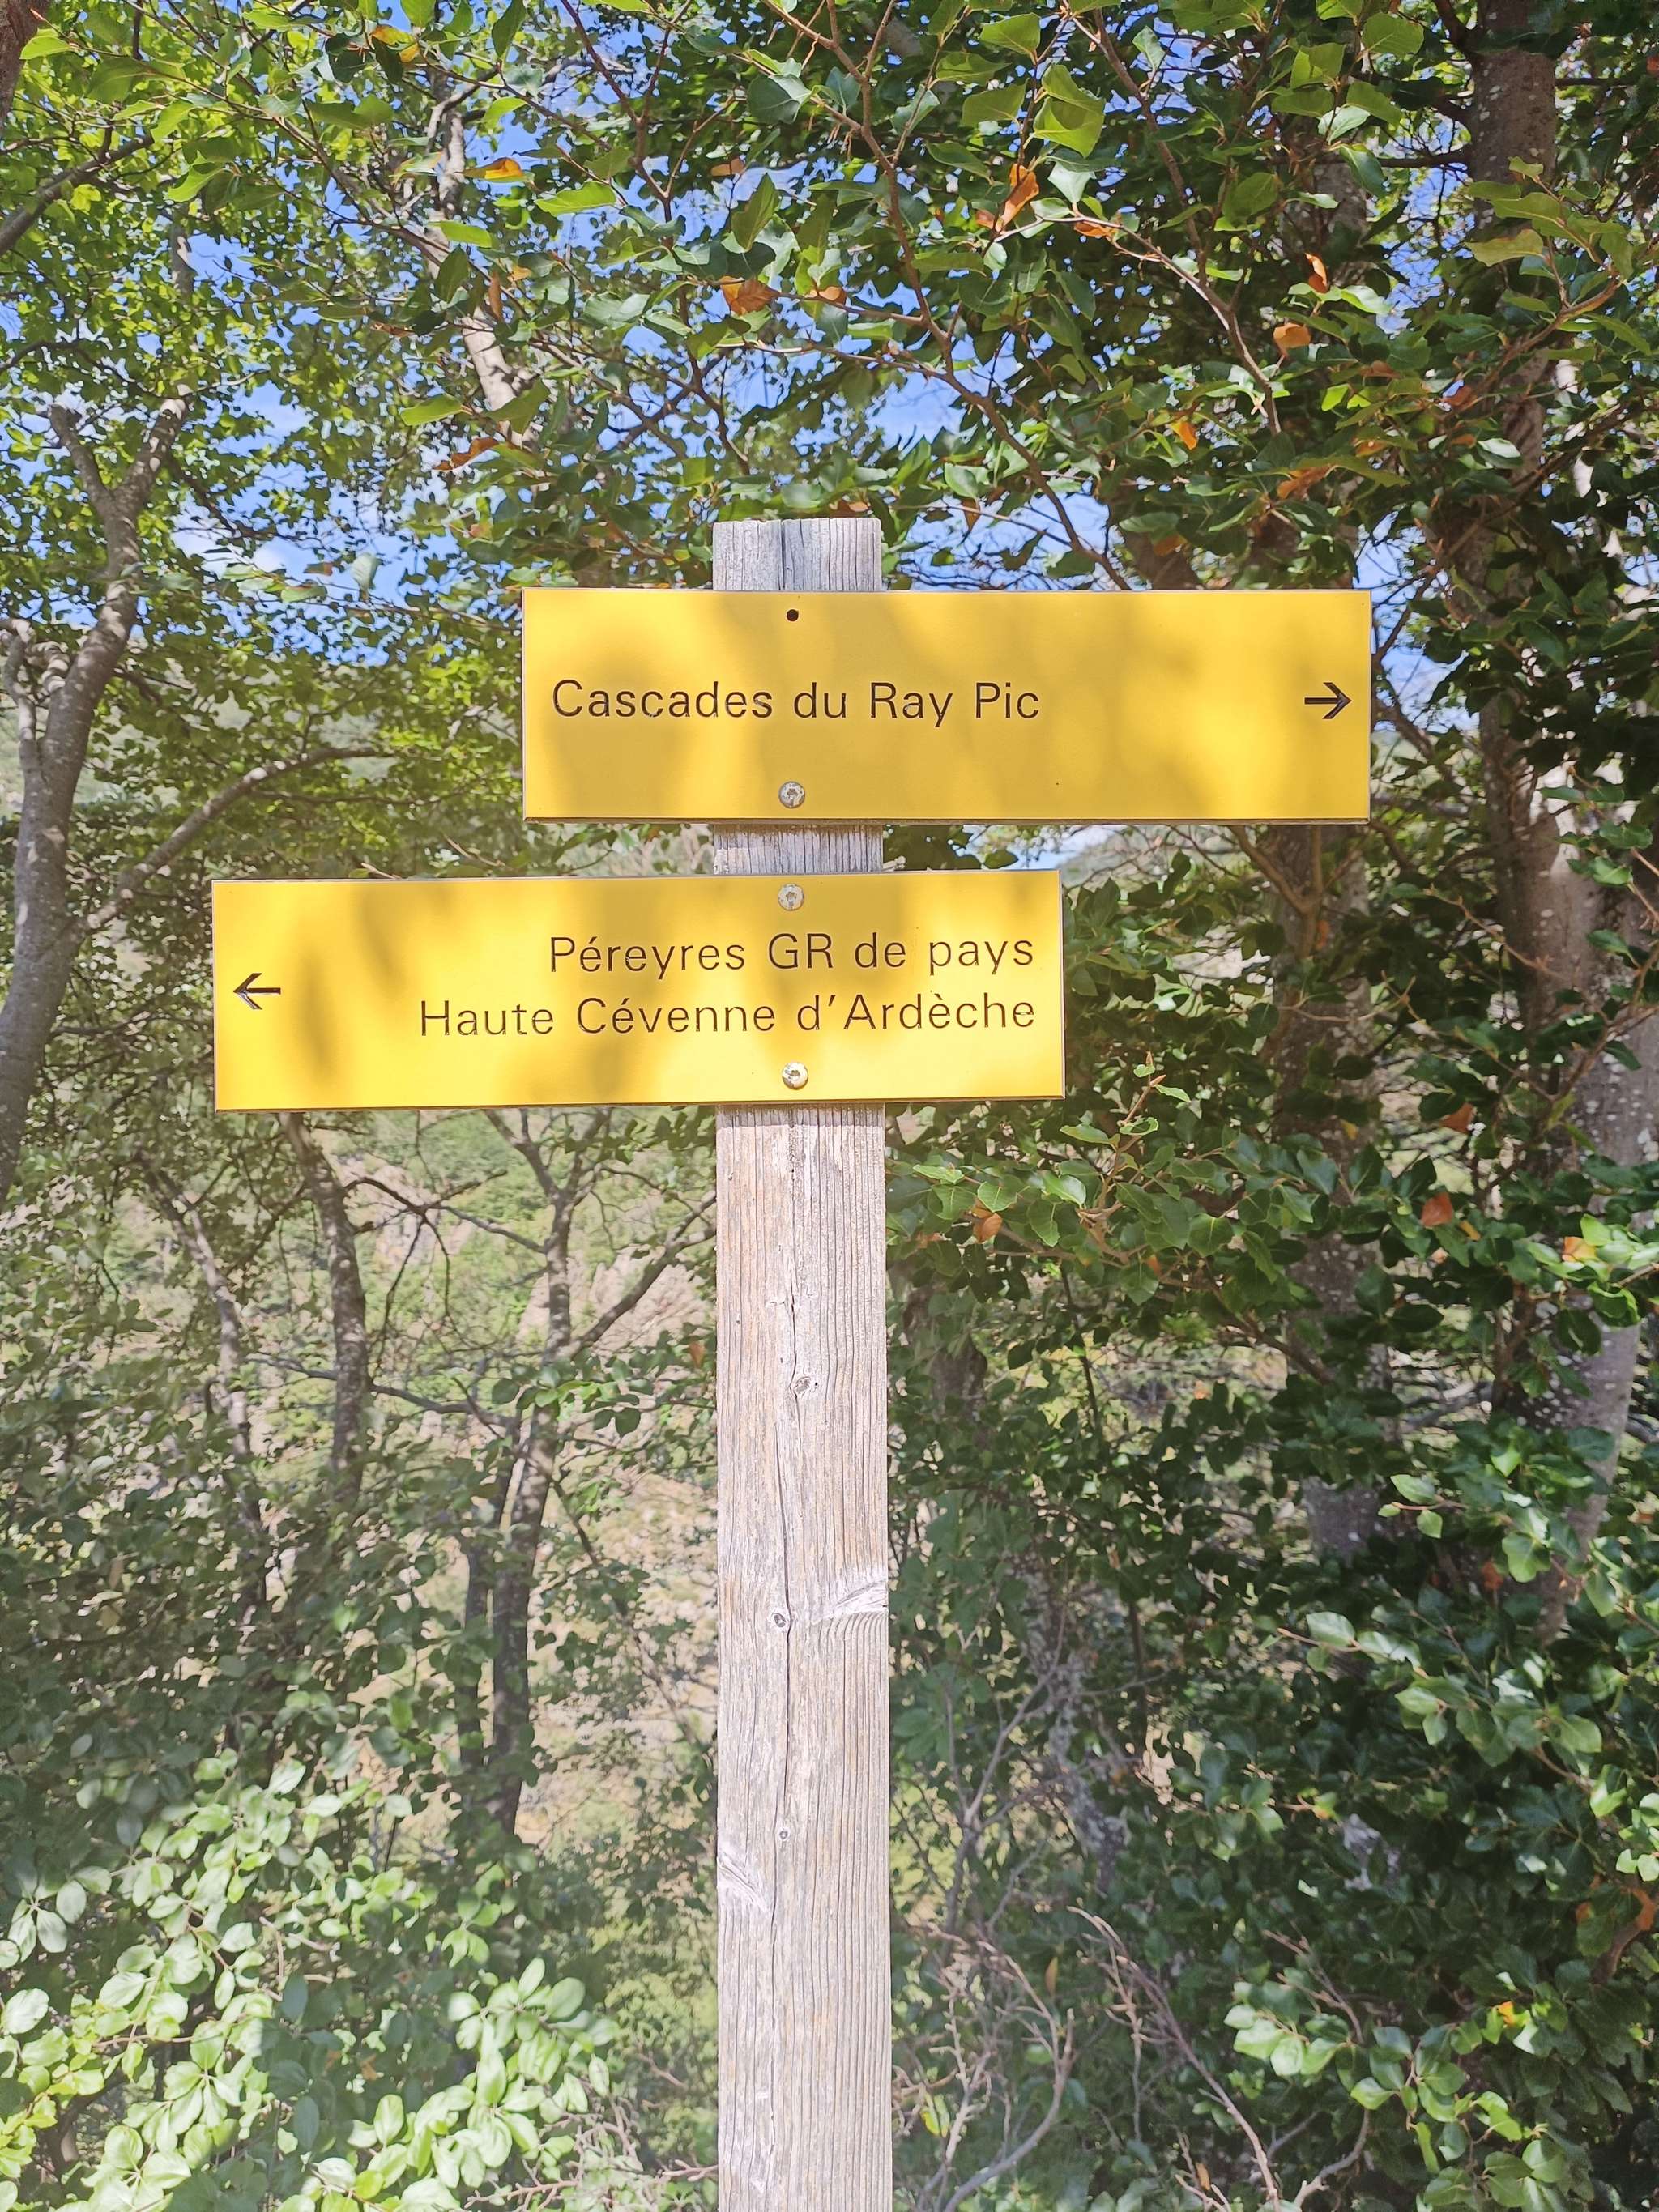 Cascades du Ray Pic →
← Péreyres GR de pays
Haute Cévenne d'Ardèche